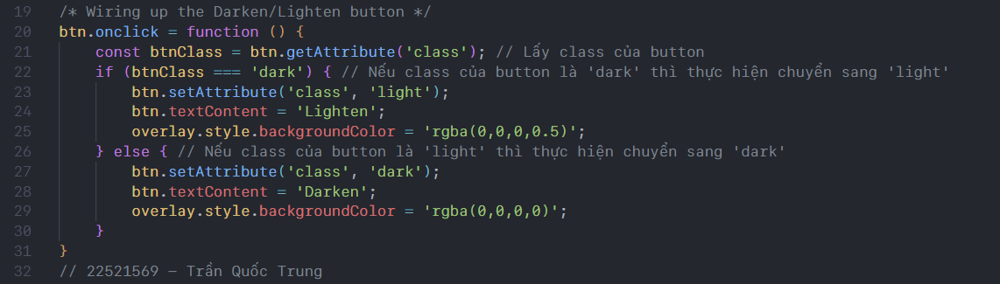 19 /* Wiring up the Darken/Lighten button */
20 btn.onclick = function () {
21 const btnClass = btn.getAttribute('class'); // Lấy class của button
22 if (btnClass === 'dark') { // Nếu class của button là 'dark' thì thực hiện chuyển sang 'light'
23 btn.setAttribute('class', 'light');
24 btn.textContent = 'Lighten';
25 overlay.style.backgroundColor = 'rgba(0,0,0,0.5)';
26 } else { // Nếu class của button là 'light' thì thực hiện chuyển sang 'dark'
27 btn.setAttribute('class', 'dark');
28 btn.textContent = 'Darken';
29 overlay.style.backgroundColor = 'rgba(0,0,0,0)';
30 }
31 }
32 // 22521569 – Trần Quốc Trung